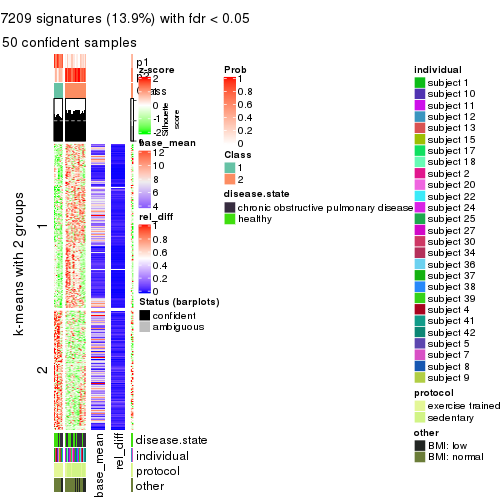 7209 signatures (13.9%) with fdr < 0.05
50 confident samples
p1
p2
Class
Silhouette
score
k-means with 2 groups
1
2
z-score
2
1
0
-1
-2
base_mean
12
10
8
6
4
rel_diff
1
0.8
0.6
0.4
0.2
0
Status (barplots)
confident
ambiguous
disease.state
individual
protocol
other
base_mean
rel_diff
Prob
1
0.8
0.6
0.4
0.2
0
Class
1
2
disease.state
chronic obstructive pulmonary disease
healthy
individual
subject 1
subject 10
subject 11
subject 12
subject 13
subject 15
subject 17
subject 18
subject 2
subject 20
subject 22
subject 24
subject 25
subject 27
subject 30
subject 34
subject 36
subject 37
subject 38
subject 39
subject 4
subject 41
subject 42
subject 5
subject 7
subject 8
subject 9
protocol
exercise trained
sedentary
other
BMI: low
BMI: normal